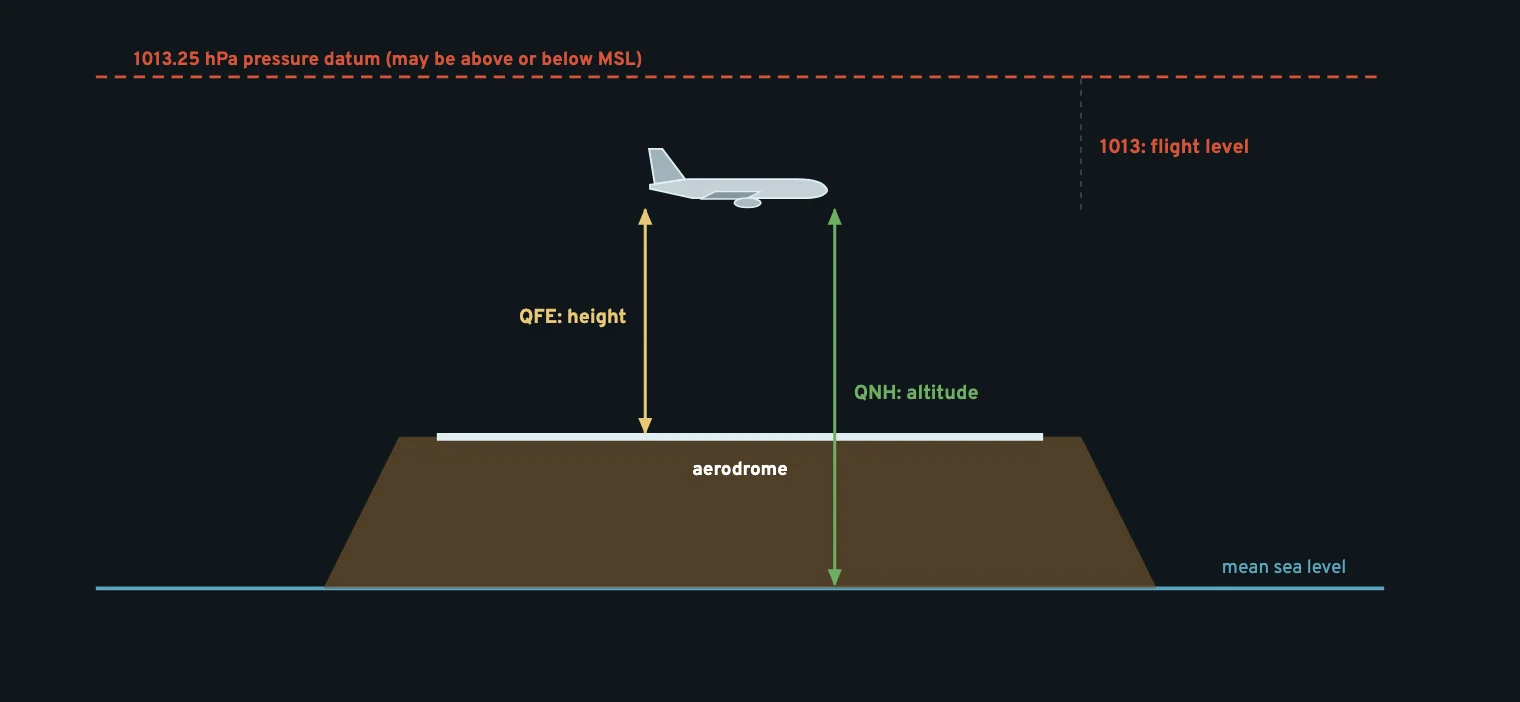 1013.25 hPa pressure datum (may be above or below MSL)
1013: flight level
QFE: height
QNH: altitude
aerodrome
mean sea level